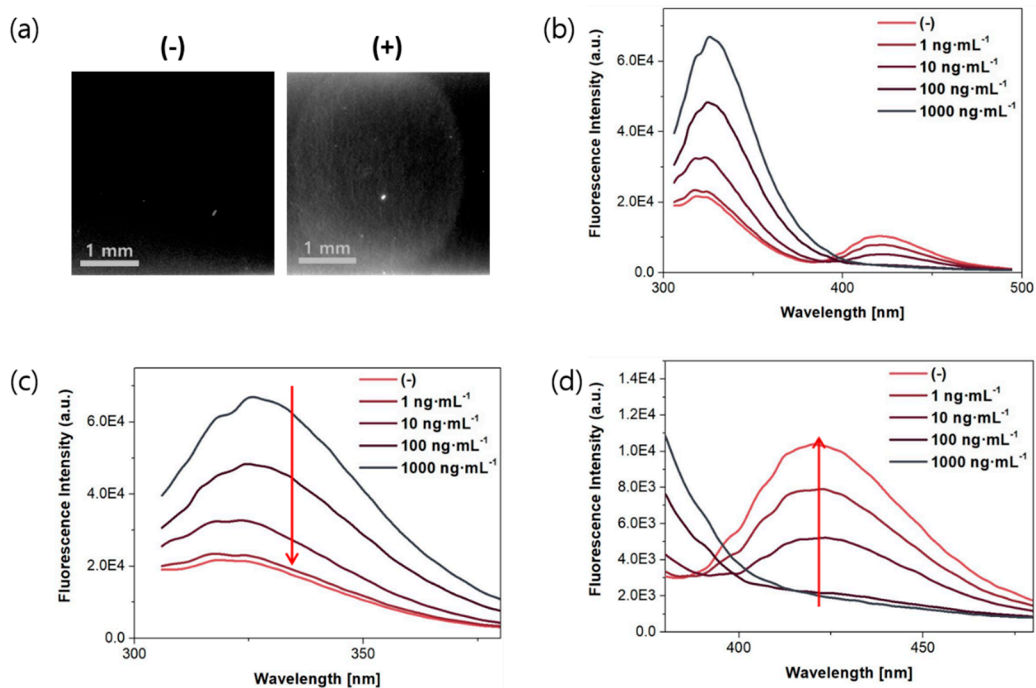 (a)
(-)
(+)
1 mm
1 mm
(b)
Fluorescence Intensity (a.u.)
6.0E4
4.0E4
2.0E4
0.0
300
400
500
Wavelength [nm]
(-)
1 ng·mL⁻¹
10 ng·mL⁻¹
100 ng·mL⁻¹
1000 ng·mL⁻¹
(c)
Fluorescence Intensity (a.u.)
6.0E4
4.0E4
2.0E4
0.0
300
350
Wavelength [nm]
(-)
1 ng·mL⁻¹
10 ng·mL⁻¹
100 ng·mL⁻¹
1000 ng·mL⁻¹
(d)
Fluorescence Intensity (a.u.)
1.4E4
1.2E4
1.0E4
8.0E3
6.0E3
4.0E3
2.0E3
0.0
400
450
Wavelength [nm]
(-)
1 ng·mL⁻¹
10 ng·mL⁻¹
100 ng·mL⁻¹
1000 ng·mL⁻¹